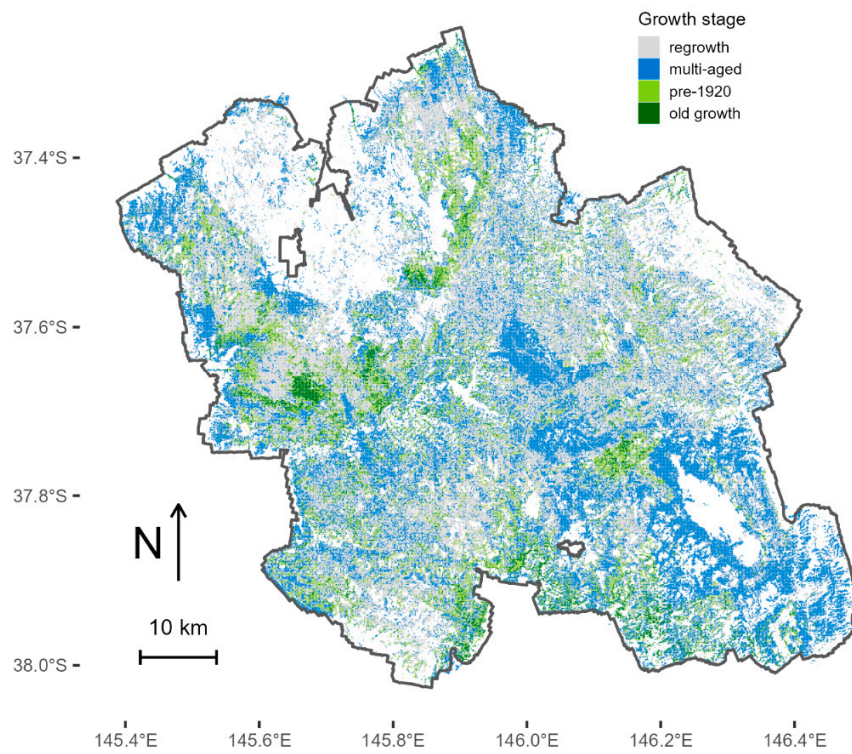 Growth stage
regrowth
multi-aged
pre-1920
old growth
37.4°S
37.6°S
37.8°S
38.0°S
N
10 km
145.4°E 145.6°E 145.8°E 146.0°E 146.2°E 146.4°E